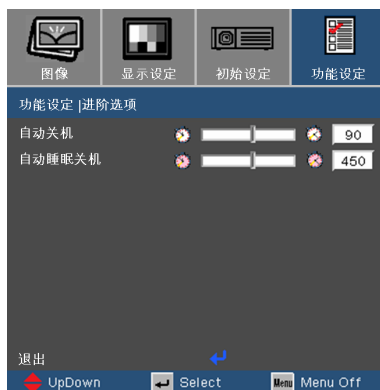 图像 显示设定 初始设定 功能设定
功能设定 |进阶选项
自动关机 90
自动睡眠关机 450
退出
UpDown Select Menu Menu Off